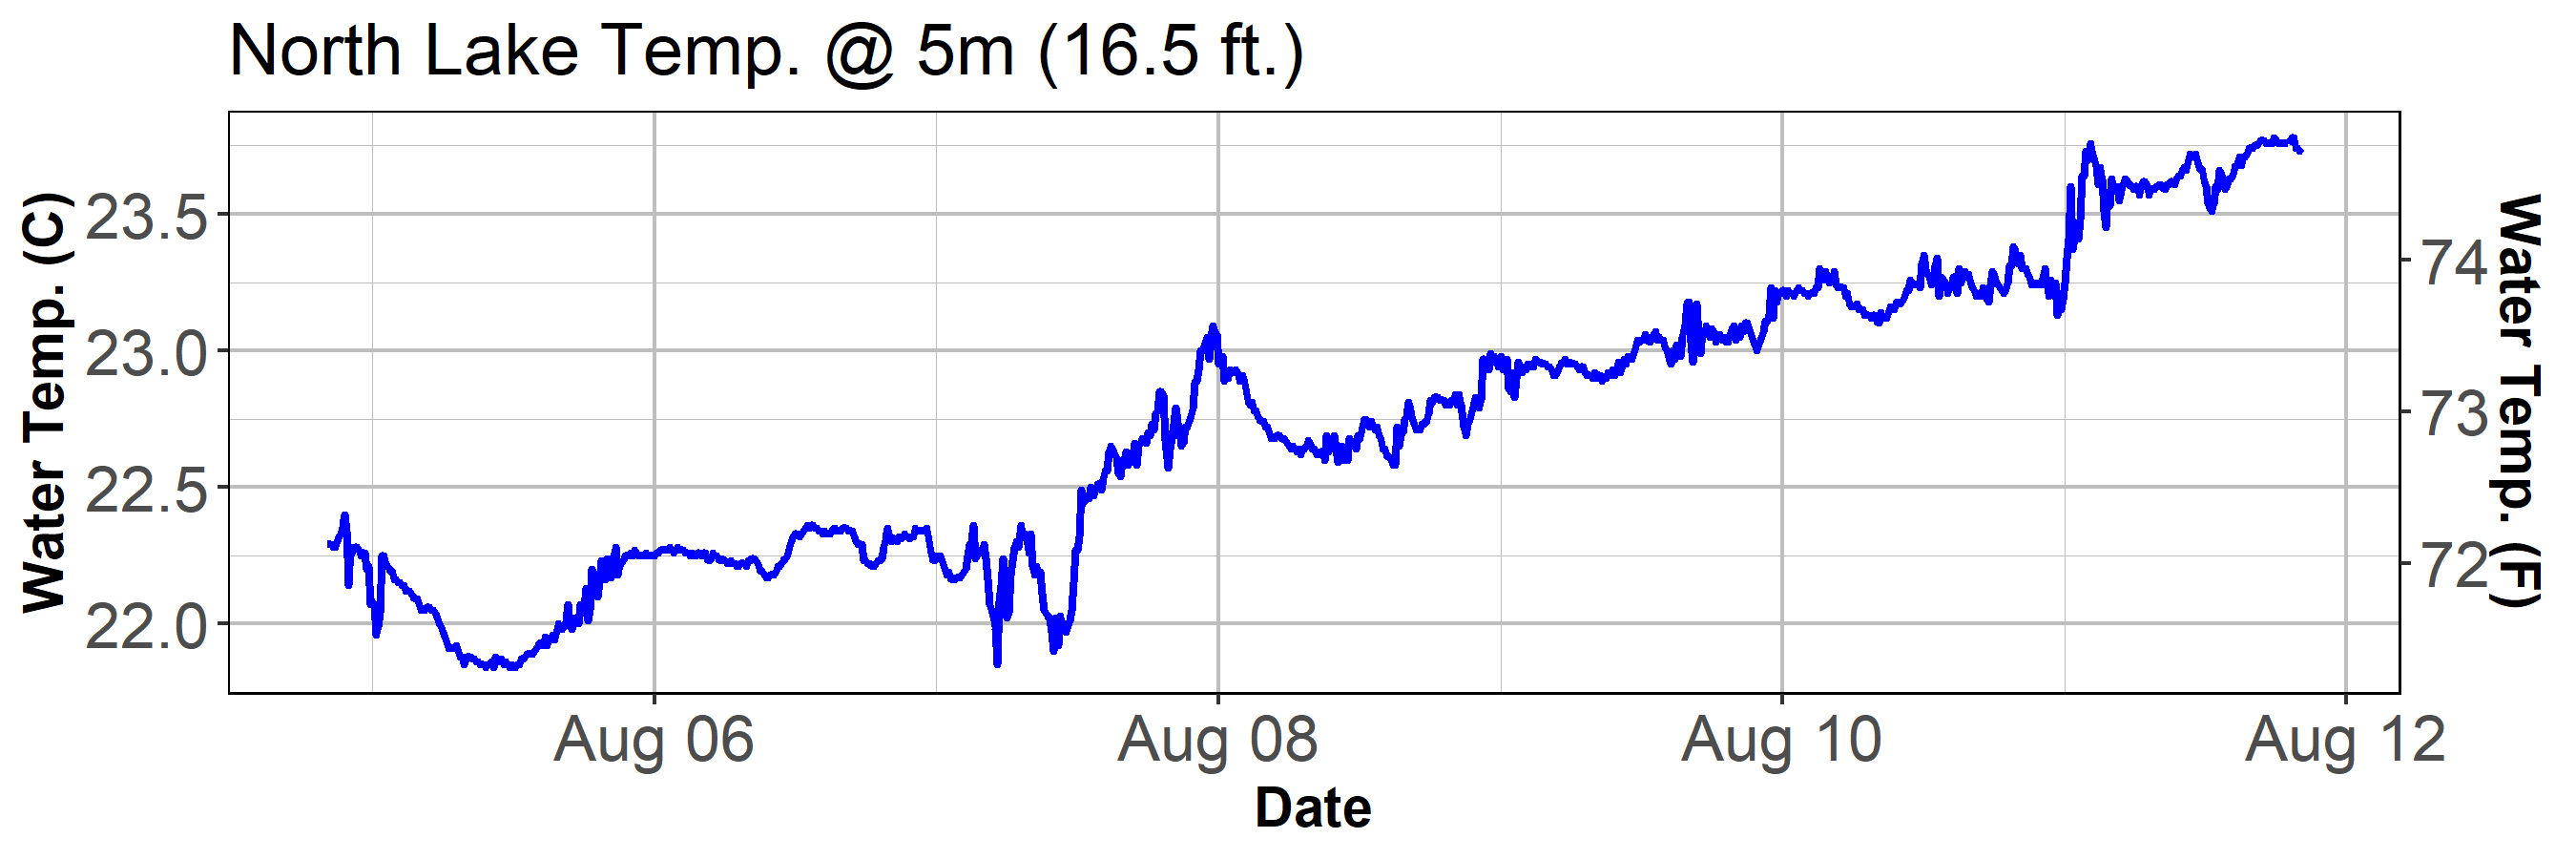 North Lake Temp. @ 5m (16.5 ft.)
Water Temp. (C)
23.5
23.0
22.5
22.0
74
73
72
Water Temp. (F)
Aug 06
Aug 08
Aug 10
Aug 12
Date